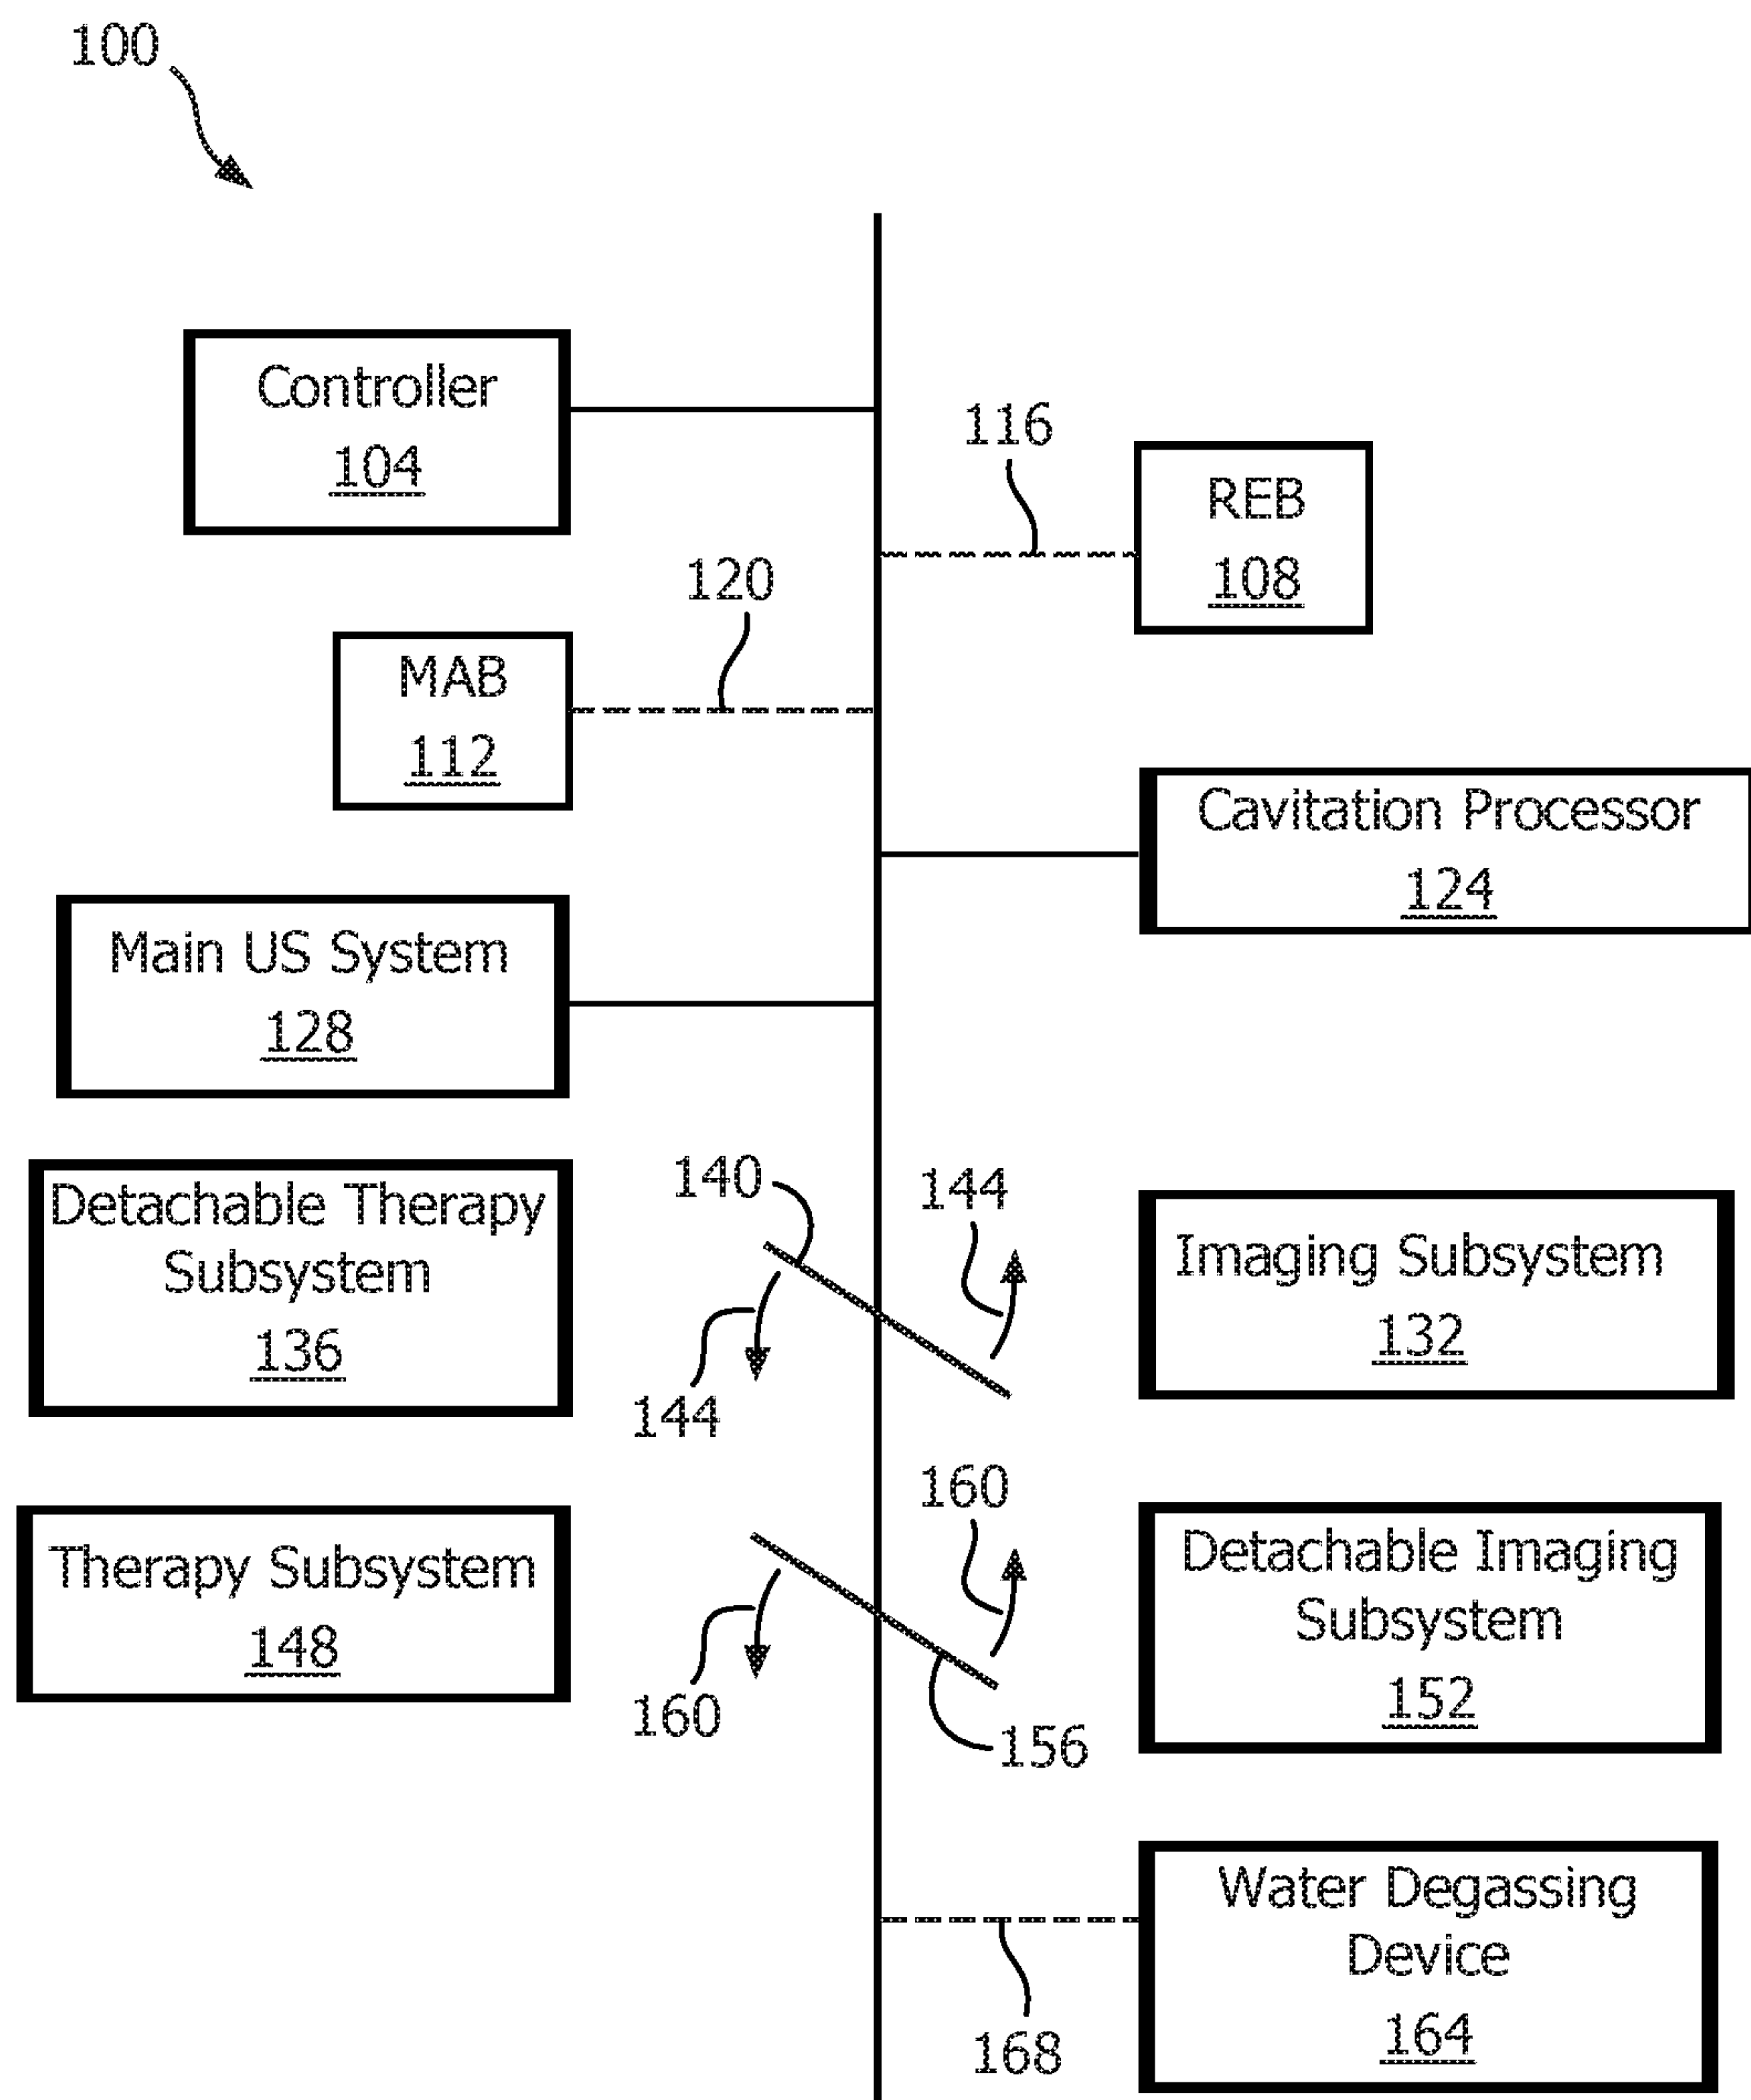 100
Controller
104
116
REB
108
120
MAB
112
Cavitation Processor
124
Main US System
128
Detachable Therapy
Subsystem
136
140
144
144
Imaging Subsystem
132
Therapy Subsystem
148
160
160
156
Detachable Imaging
Subsystem
152
Water Degassing
Device
164
168